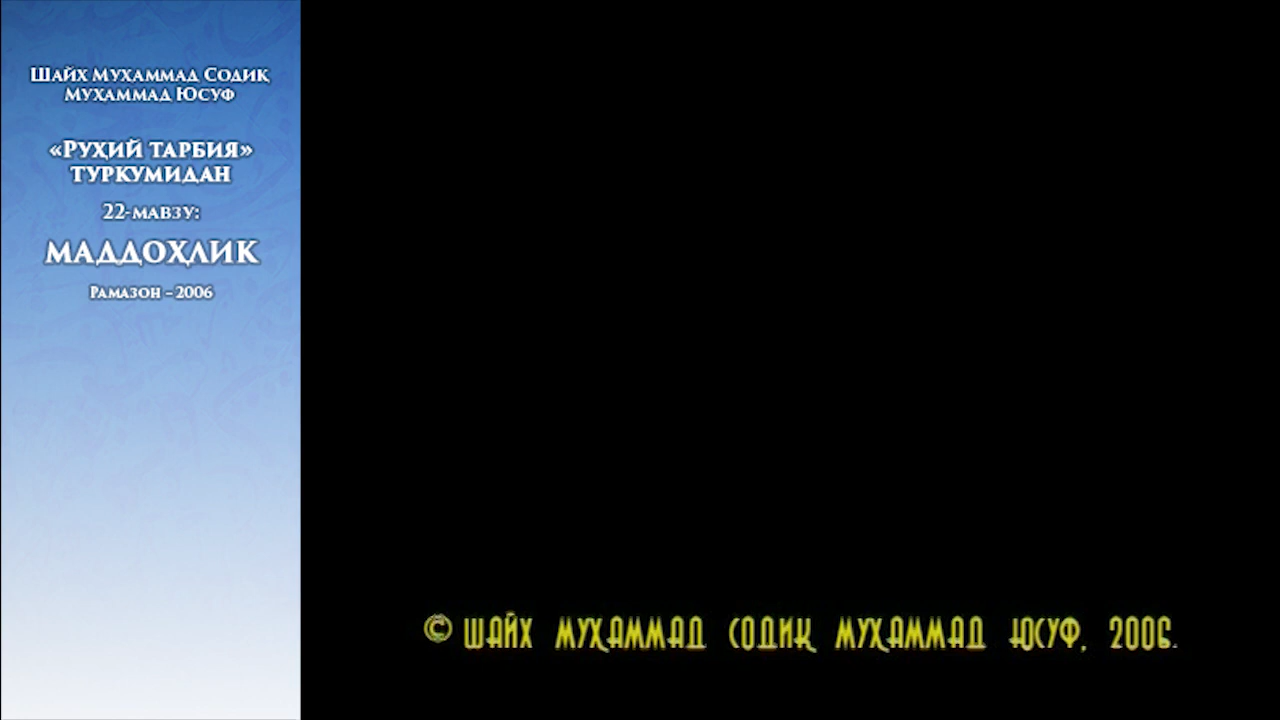 Шайх Муҳаммад Содиқ
Муҳаммад Юсуф
«Руҳий тарбия»
туркумидан
22-мавзу:
МАДДОҲЛИК
Рамазон – 2006
© ШАЙХ МУҲАММАД СОДИҚ МУҲАММАД ЮСУФ, 2006.